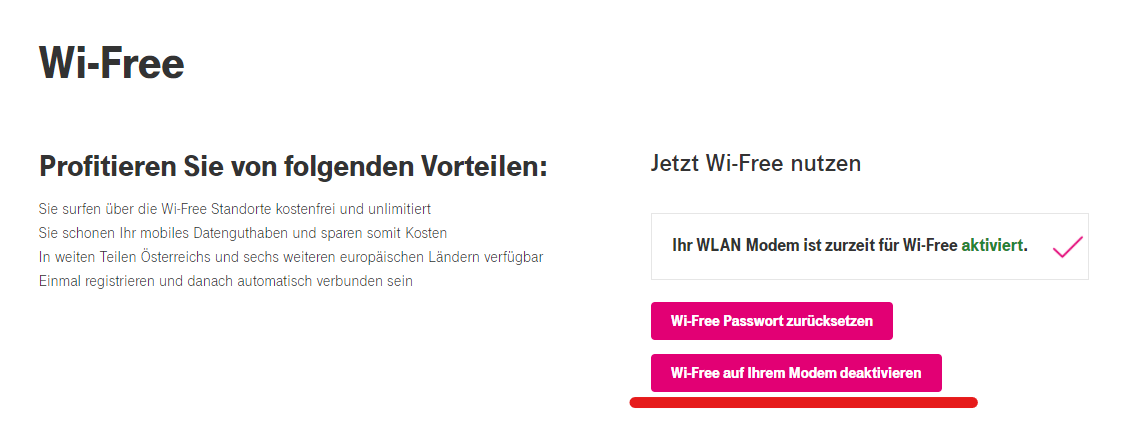 Wi-Free
Profitieren Sie von folgenden Vorteilen:
Sie surfen über die Wi-Free Standorte kostenfrei und unlimitiert
Sie schonen Ihr mobiles Datenguthaben und sparen somit Kosten
In weiten Teilen Österreichs und sechs weiteren europäischen Ländern verfügbar
Einmal registrieren und danach automatisch verbunden sein
Jetzt Wi-Free nutzen
Ihr WLAN Modem ist zurzeit für Wi-Free aktiviert.
Wi-Free Passwort zurücksetzen
Wi-Free auf Ihrem Modem deaktivieren